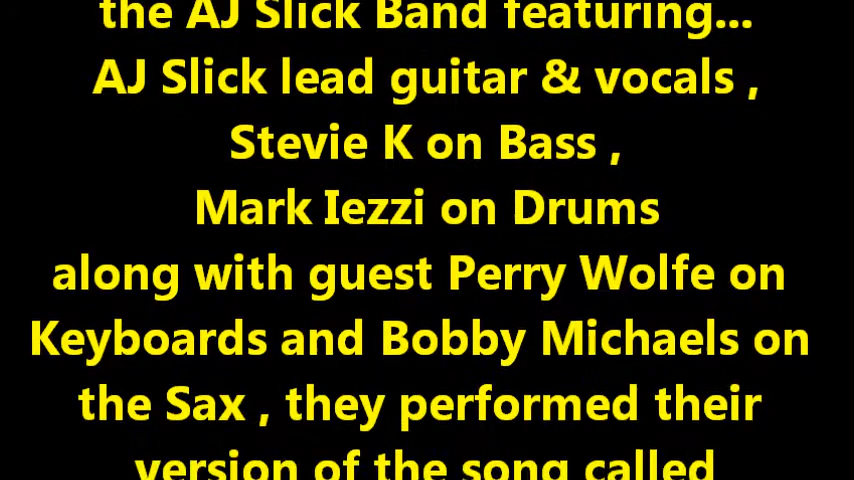 the AJ Slick Band featuring...
AJ Slick lead guitar & vocals ,
Stevie K on Bass ,
Mark Iezzi on Drums
along with guest Perry Wolfe on
Keyboards and Bobby Michaels on
the Sax , they performed their
version of the song called